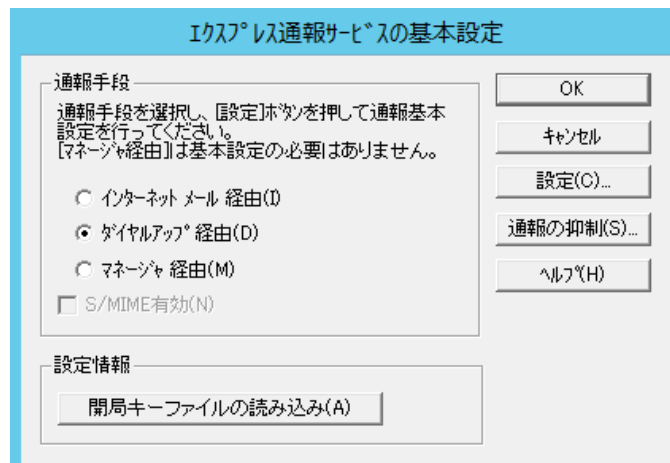 エクスプレス通報サービスの基本設定
通報手段
通報手段を選択し、[設定]ボタンを押して通報基本
設定を行ってください。
[マネージャ経由]は基本設定の必要はありません。
インターネット メール 経由(I)
ダイヤルアップ 経由(D)
マネージャ 経由(M)
S/MIME有効(N)
設定情報
開局キーファイルの読み込み(A)
OK
キャンセル
設定(C)...
通報の抑制(S)...
ヘルプ(H)